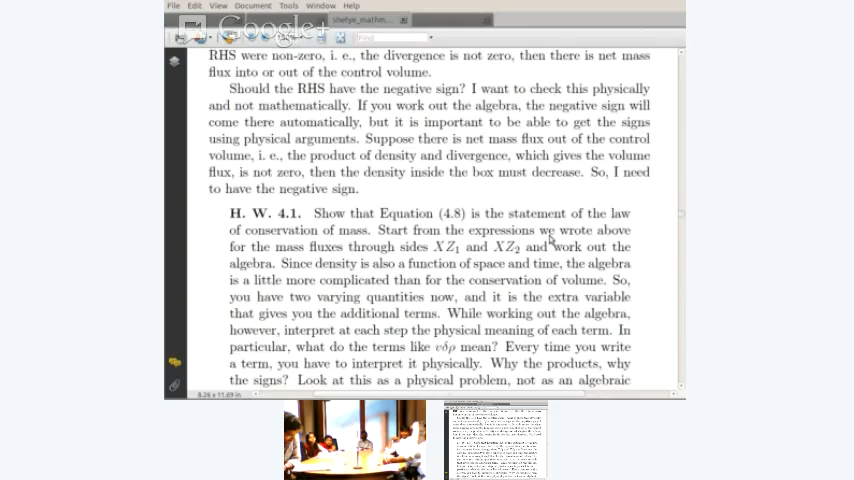 File Edit View Document Tools Window Help
Google+
shetye_mathm...
Find
RHS were non-zero, i. e., the divergence is not zero, then there is net mass
flux into or out of the control volume.
Should the RHS have the negative sign? I want to check this physically
and not mathematically. If you work out the algebra, the negative sign will
come there automatically, but it is important to be able to get the signs
using physical arguments. Suppose there is net mass flux out of the control
volume, i. e., the product of density and divergence, which gives the volume
flux, is not zero, then the density inside the box must decrease. So, I need
to have the negative sign.
H. W. 4.1. Show that Equation (4.8) is the statement of the law
of conservation of mass. Start from the expressions we wrote above
for the mass fluxes through sides XZ₁ and XZ₂ and work out the
algebra. Since density is also a function of space and time, the algebra
is a little more complicated than for the conservation of volume. So,
you have two varying quantities now, and it is the extra variable
that gives you the additional terms. While working out the algebra,
however, interpret at each step the physical meaning of each term. In
particular, what do the terms like vδρ mean? Every time you write
a term, you have to interpret it physically. Why the products, why
the signs? Look at this as a physical problem, not as an algebraic
8.26 x 11.69 in